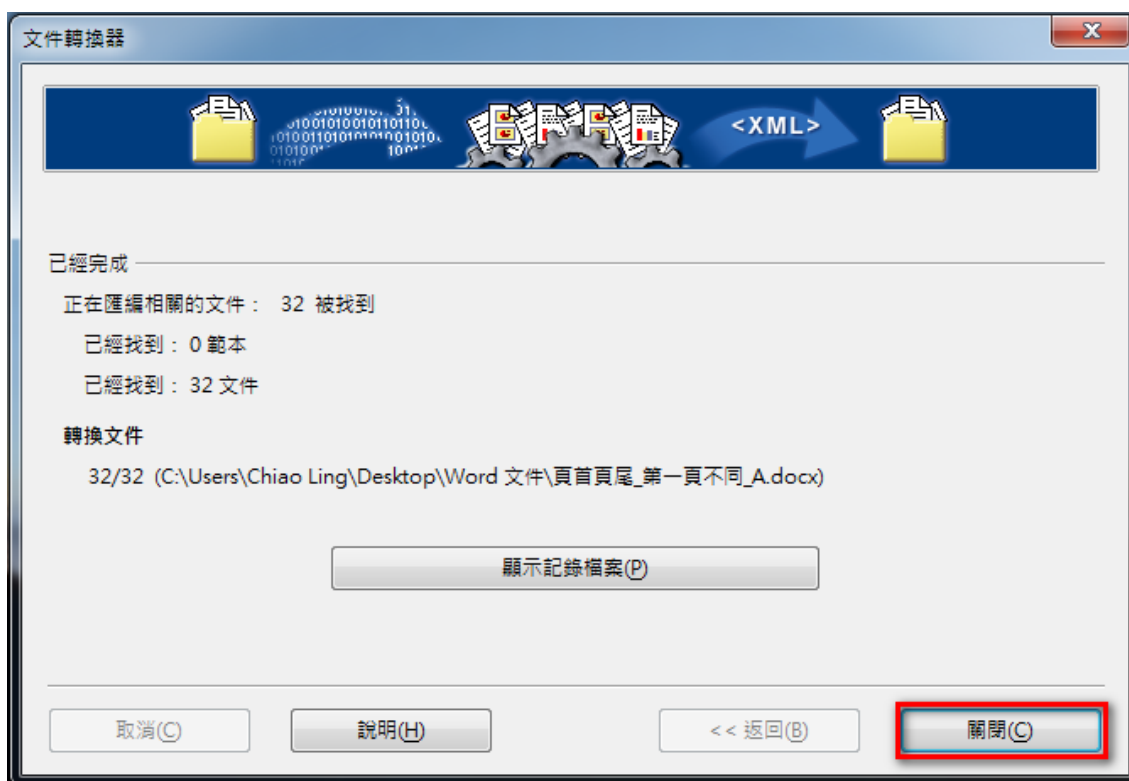 文件轉換器
<XML>
已經完成
正在匯編相關的文件： 32 被找到
已經找到：0 範本
已經找到：32 文件
轉換文件
32/32 (C:\Users\Chiao Ling\Desktop\Word 文件\頁首頁尾_第一頁不同_A.docx)
顯示記錄檔案(P)
取消(C) 說明(H) << 返回(B) 關閉(C)